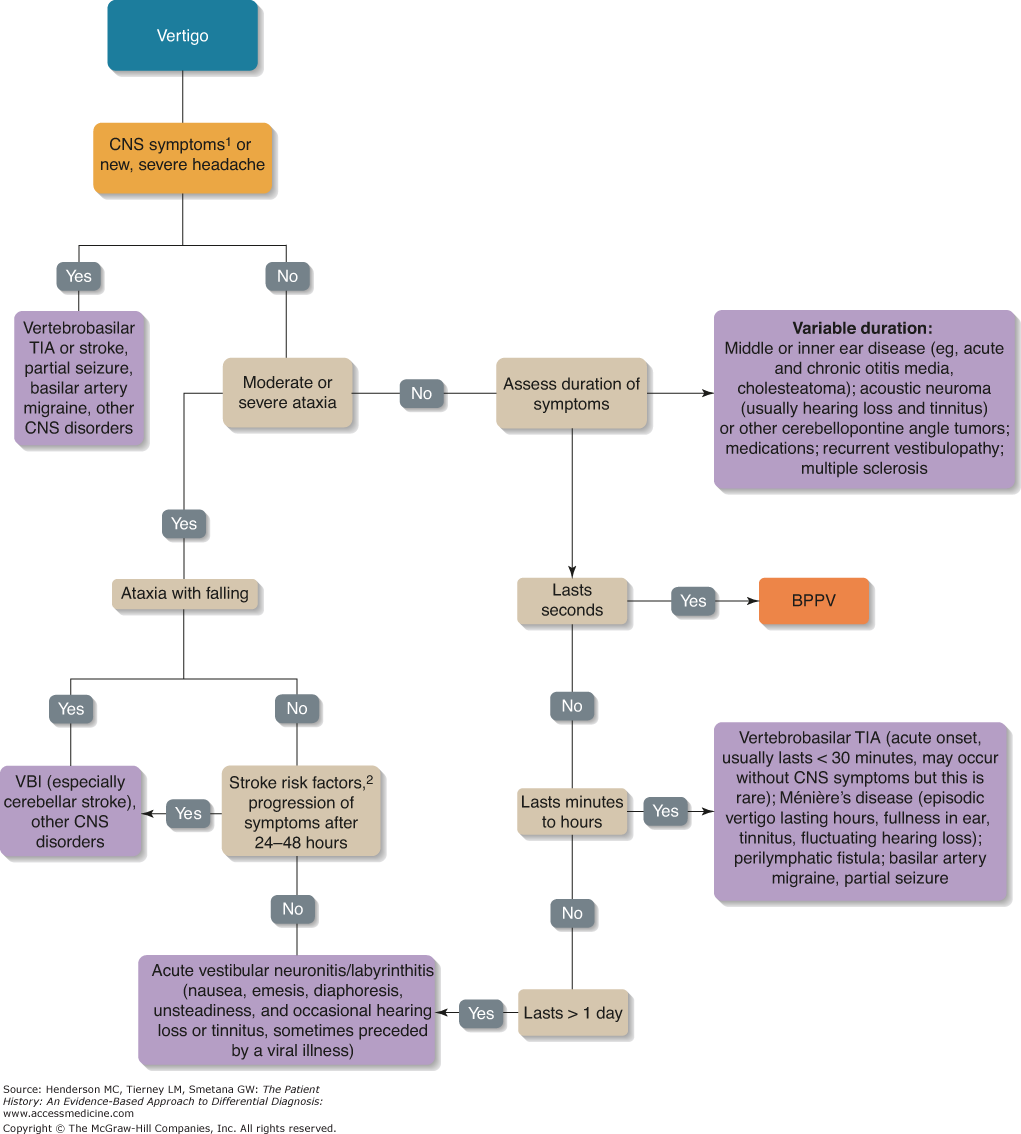 Vertigo
CNS symptoms1 or
new, severe headache
Yes
No
Vertebrobasilar
TIA or stroke,
partial seizure,
basilar artery
migraine, other
CNS disorders
Moderate or
severe ataxia
No
Assess duration of
symptoms
Variable duration:
Middle or inner ear disease (eg, acute
and chronic otitis media,
cholesteatoma); acoustic neuroma
(usually hearing loss and tinnitus)
or other cerebellopontine angle tumors;
medications; recurrent vestibulopathy;
multiple sclerosis
Yes
Ataxia with falling
Lasts
seconds
Yes
BPPV
Yes
No
No
VBI (especially
cerebellar stroke),
other CNS
disorders
Yes
Stroke risk factors,2
progression of
symptoms after
24–48 hours
Lasts minutes
to hours
Yes
Vertebrobasilar TIA (acute onset,
usually lasts < 30 minutes, may occur
without CNS symptoms but this is
rare); Ménière's disease (episodic
vertigo lasting hours, fullness in ear,
tinnitus, fluctuating hearing loss);
perilymphatic fistula; basilar artery
migraine, partial seizure
No
No
Acute vestibular neuronitis/labyrinthitis
(nausea, emesis, diaphoresis,
unsteadiness, and occasional hearing
loss or tinnitus, sometimes preceded
by a viral illness)
Yes
Lasts > 1 day
Source: Henderson MC, Tierney LM, Smetana GW: The Patient
History: An Evidence-Based Approach to Differential Diagnosis:
www.accessmedicine.com
Copyright © The McGraw-Hill Companies, Inc. All rights reserved.